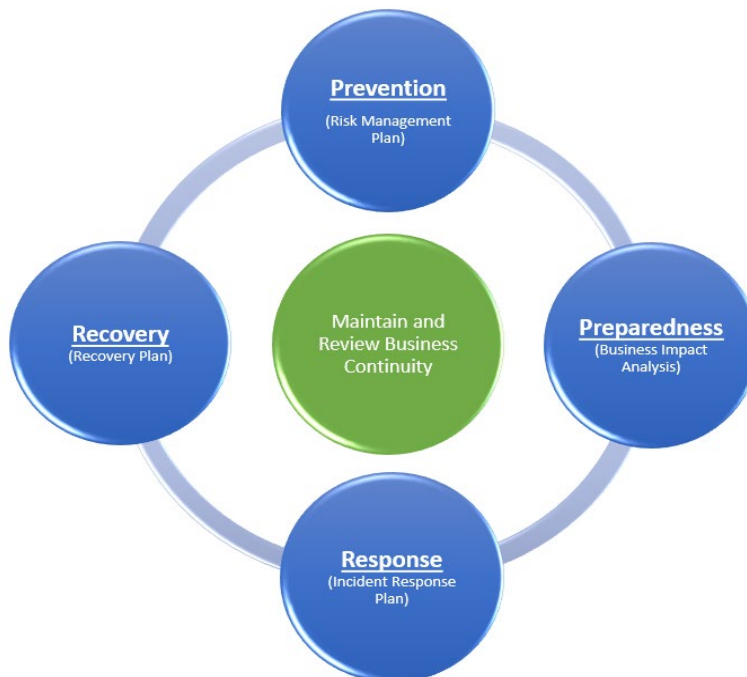 Prevention
(Risk Management
Plan)
Maintain and
Review Business
Continuity
Recovery
(Recovery Plan)
Preparedness
(Business Impact
Analysis)
Response
(Incident Response
Plan)